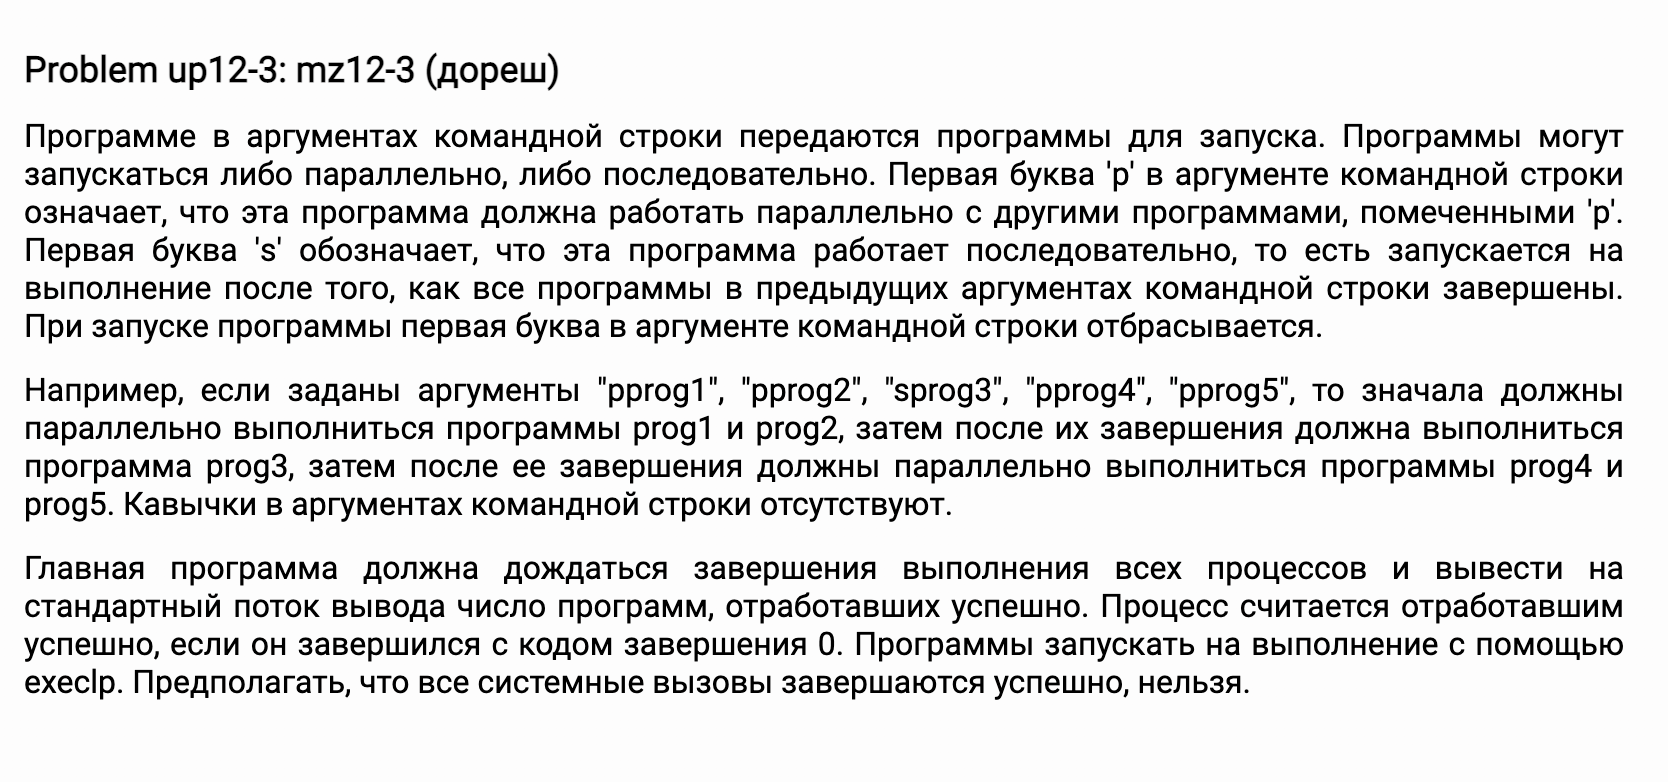 Problem up12-3: mz12-3 (дореш)
Программе в аргументах командной строки передаются программы для запуска. Программы могут
запускаться либо параллельно, либо последовательно. Первая буква 'p' в аргументе командной строки
означает, что эта программа должна работать параллельно с другими программами, помеченными 'p'.
Первая буква 's' обозначает, что эта программа работает последовательно, то есть запускается на
выполнение после того, как все программы в предыдущих аргументах командной строки завершены.
При запуске программы первая буква в аргументе командной строки отбрасывается.
Например, если заданы аргументы "pprog1", "pprog2", "sprog3", "pprog4", "pprog5", то значала должны
параллельно выполниться программы prog1 и prog2, затем после их завершения должна выполниться
программа prog3, затем после ее завершения должны параллельно выполниться программы prog4 и
prog5. Кавычки в аргументах командной строки отсутствуют.
Главная программа должна дождаться завершения выполнения всех процессов и вывести на
стандартный поток вывода число программ, отработавших успешно. Процесс считается отработавшим
успешно, если он завершился с кодом завершения 0. Программы запускать на выполнение с помощью
execlp. Предполагать, что все системные вызовы завершаются успешно, нельзя.